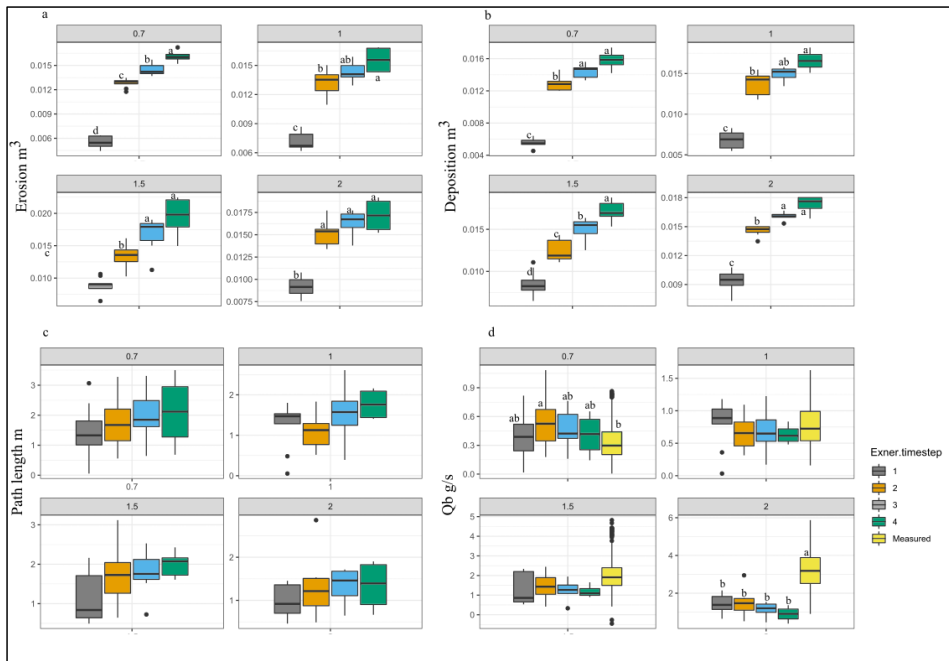 a
0.7
1
Erosion m3
0.015
0.012
0.009
0.006
d
c
b
a
0.015
0.012
0.009
0.006
c
b
ab
a
1.5
2
0.020
0.015
0.010
c
b
a
a
0.0175
0.0150
0.0125
0.0100
0.0075
b
a
a
a
b
0.7
1
Deposition m3
0.016
0.012
0.008
0.004
c
b
a
a
0.015
0.010
0.005
c
b
ab
a
1.5
2
0.015
0.010
d
c
b
a
0.018
0.015
0.012
0.009
c
b
a
a
c
0.7
1
Path length m
3
2
1
0
0.7
2
1
0
1
1.5
2
3
2
1
2
1
d
0.7
1
Qb g/s
0.9
0.6
0.3
0.0
ab
a
ab
ab
b
1.5
1.0
0.5
0.0
1.5
2
5
4
3
2
1
0
6
4
2
b
b
b
b
a
Exner.timestep
1
2
3
4
Measured